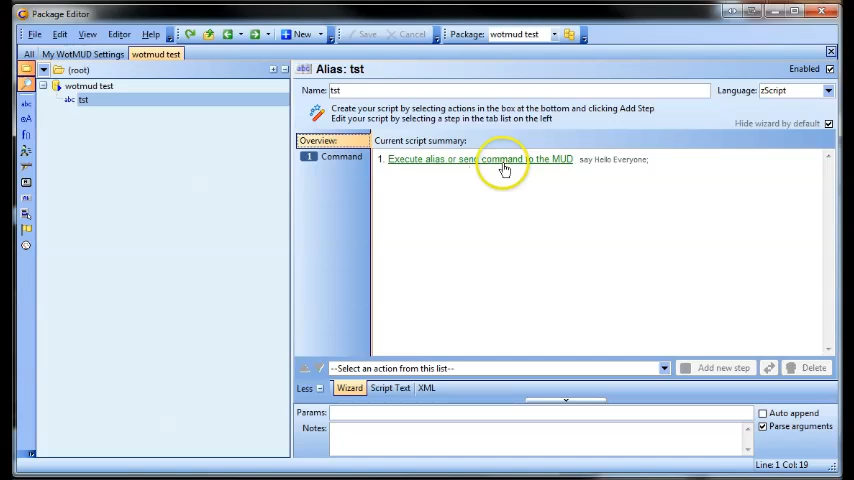 Package Editor
File Edit View Editor Help New Save Cancel Package: wotmud test
All My WotMUD Settings wotmud test
(root)
wotmud test
abc tst
abc Alias: tst Enabled
Name: tst Language: zScript
Create your script by selecting actions in the box at the bottom and clicking Add Step
Edit your script by selecting a step in the tab list on the left
Hide wizard by default
Overview: Current script summary:
1 Command
1. Execute alias or send command to the MUD say Hello Everyone;
--Select an action from this list-- Add new step Delete
Less Wizard Script Text XML
Params: Auto append
Notes: Parse arguments
Line: 1 Col: 19